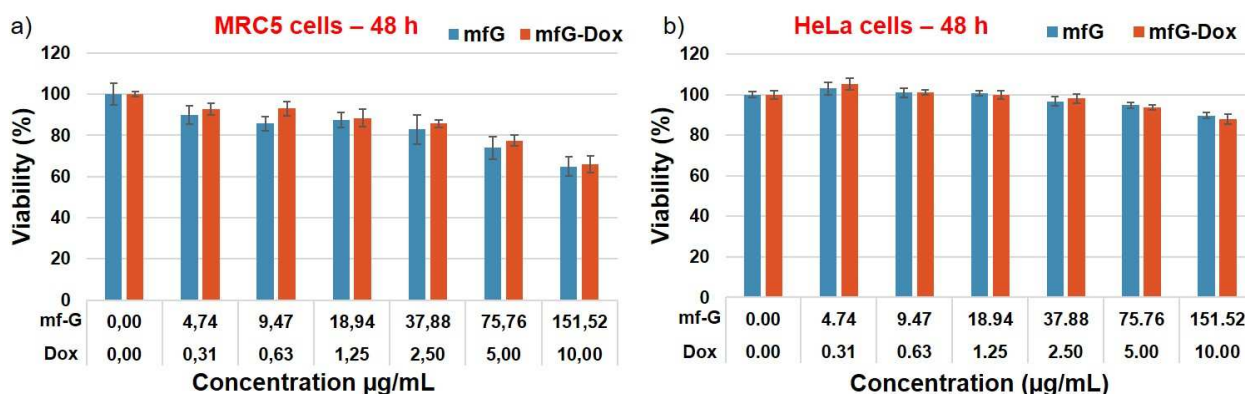 a)
MRC5 cells – 48 h
mfG
mfG-Dox
Viability (%)
120
100
80
60
40
20
0
mf-G 0,00 4,74 9,47 18,94 37,88 75,76 151,52
Dox 0,00 0,31 0,63 1,25 2,50 5,00 10,00
Concentration µg/mL
b)
HeLa cells – 48 h
mfG
mfG-Dox
Viability (%)
120
100
80
60
40
20
0
0.00 4.74 9.47 18.94 37.88 75.76 151.52
0.00 0.31 0.63 1.25 2.50 5.00 10.00
Concentration (µg/mL)